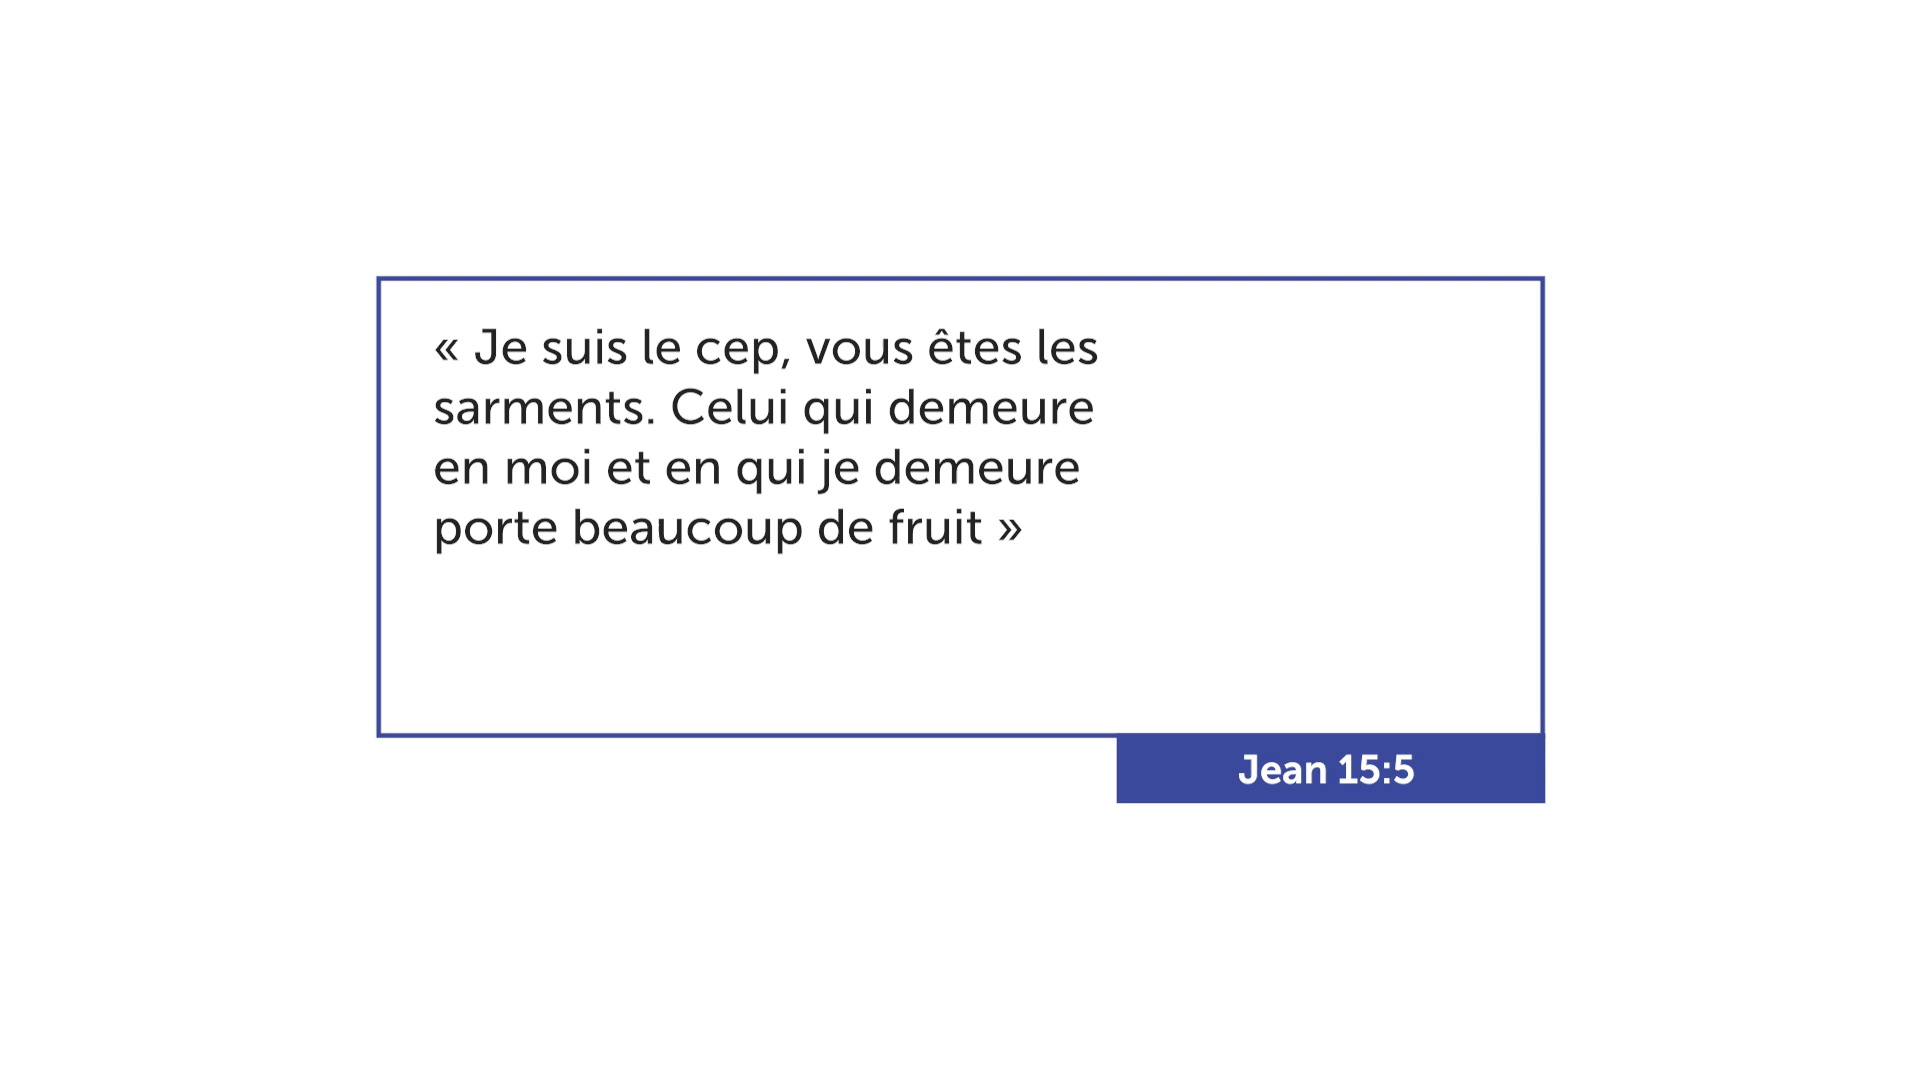 « Je suis le cep, vous êtes les
sarments. Celui qui demeure
en moi et en qui je demeure
porte beaucoup de fruit »
Jean 15:5